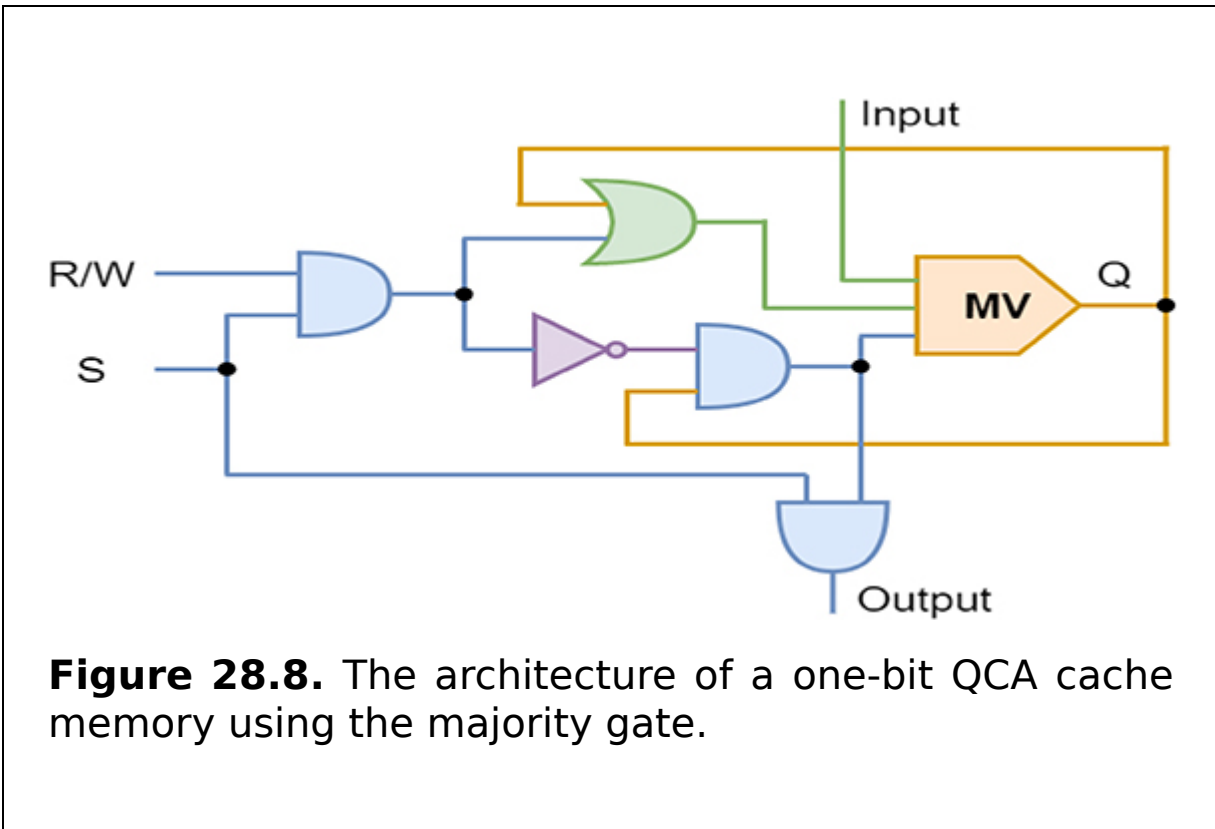 Input
R/W
Q
MV
S
Output
Figure 28.8. The architecture of a one-bit QCA cache
memory using the majority gate.